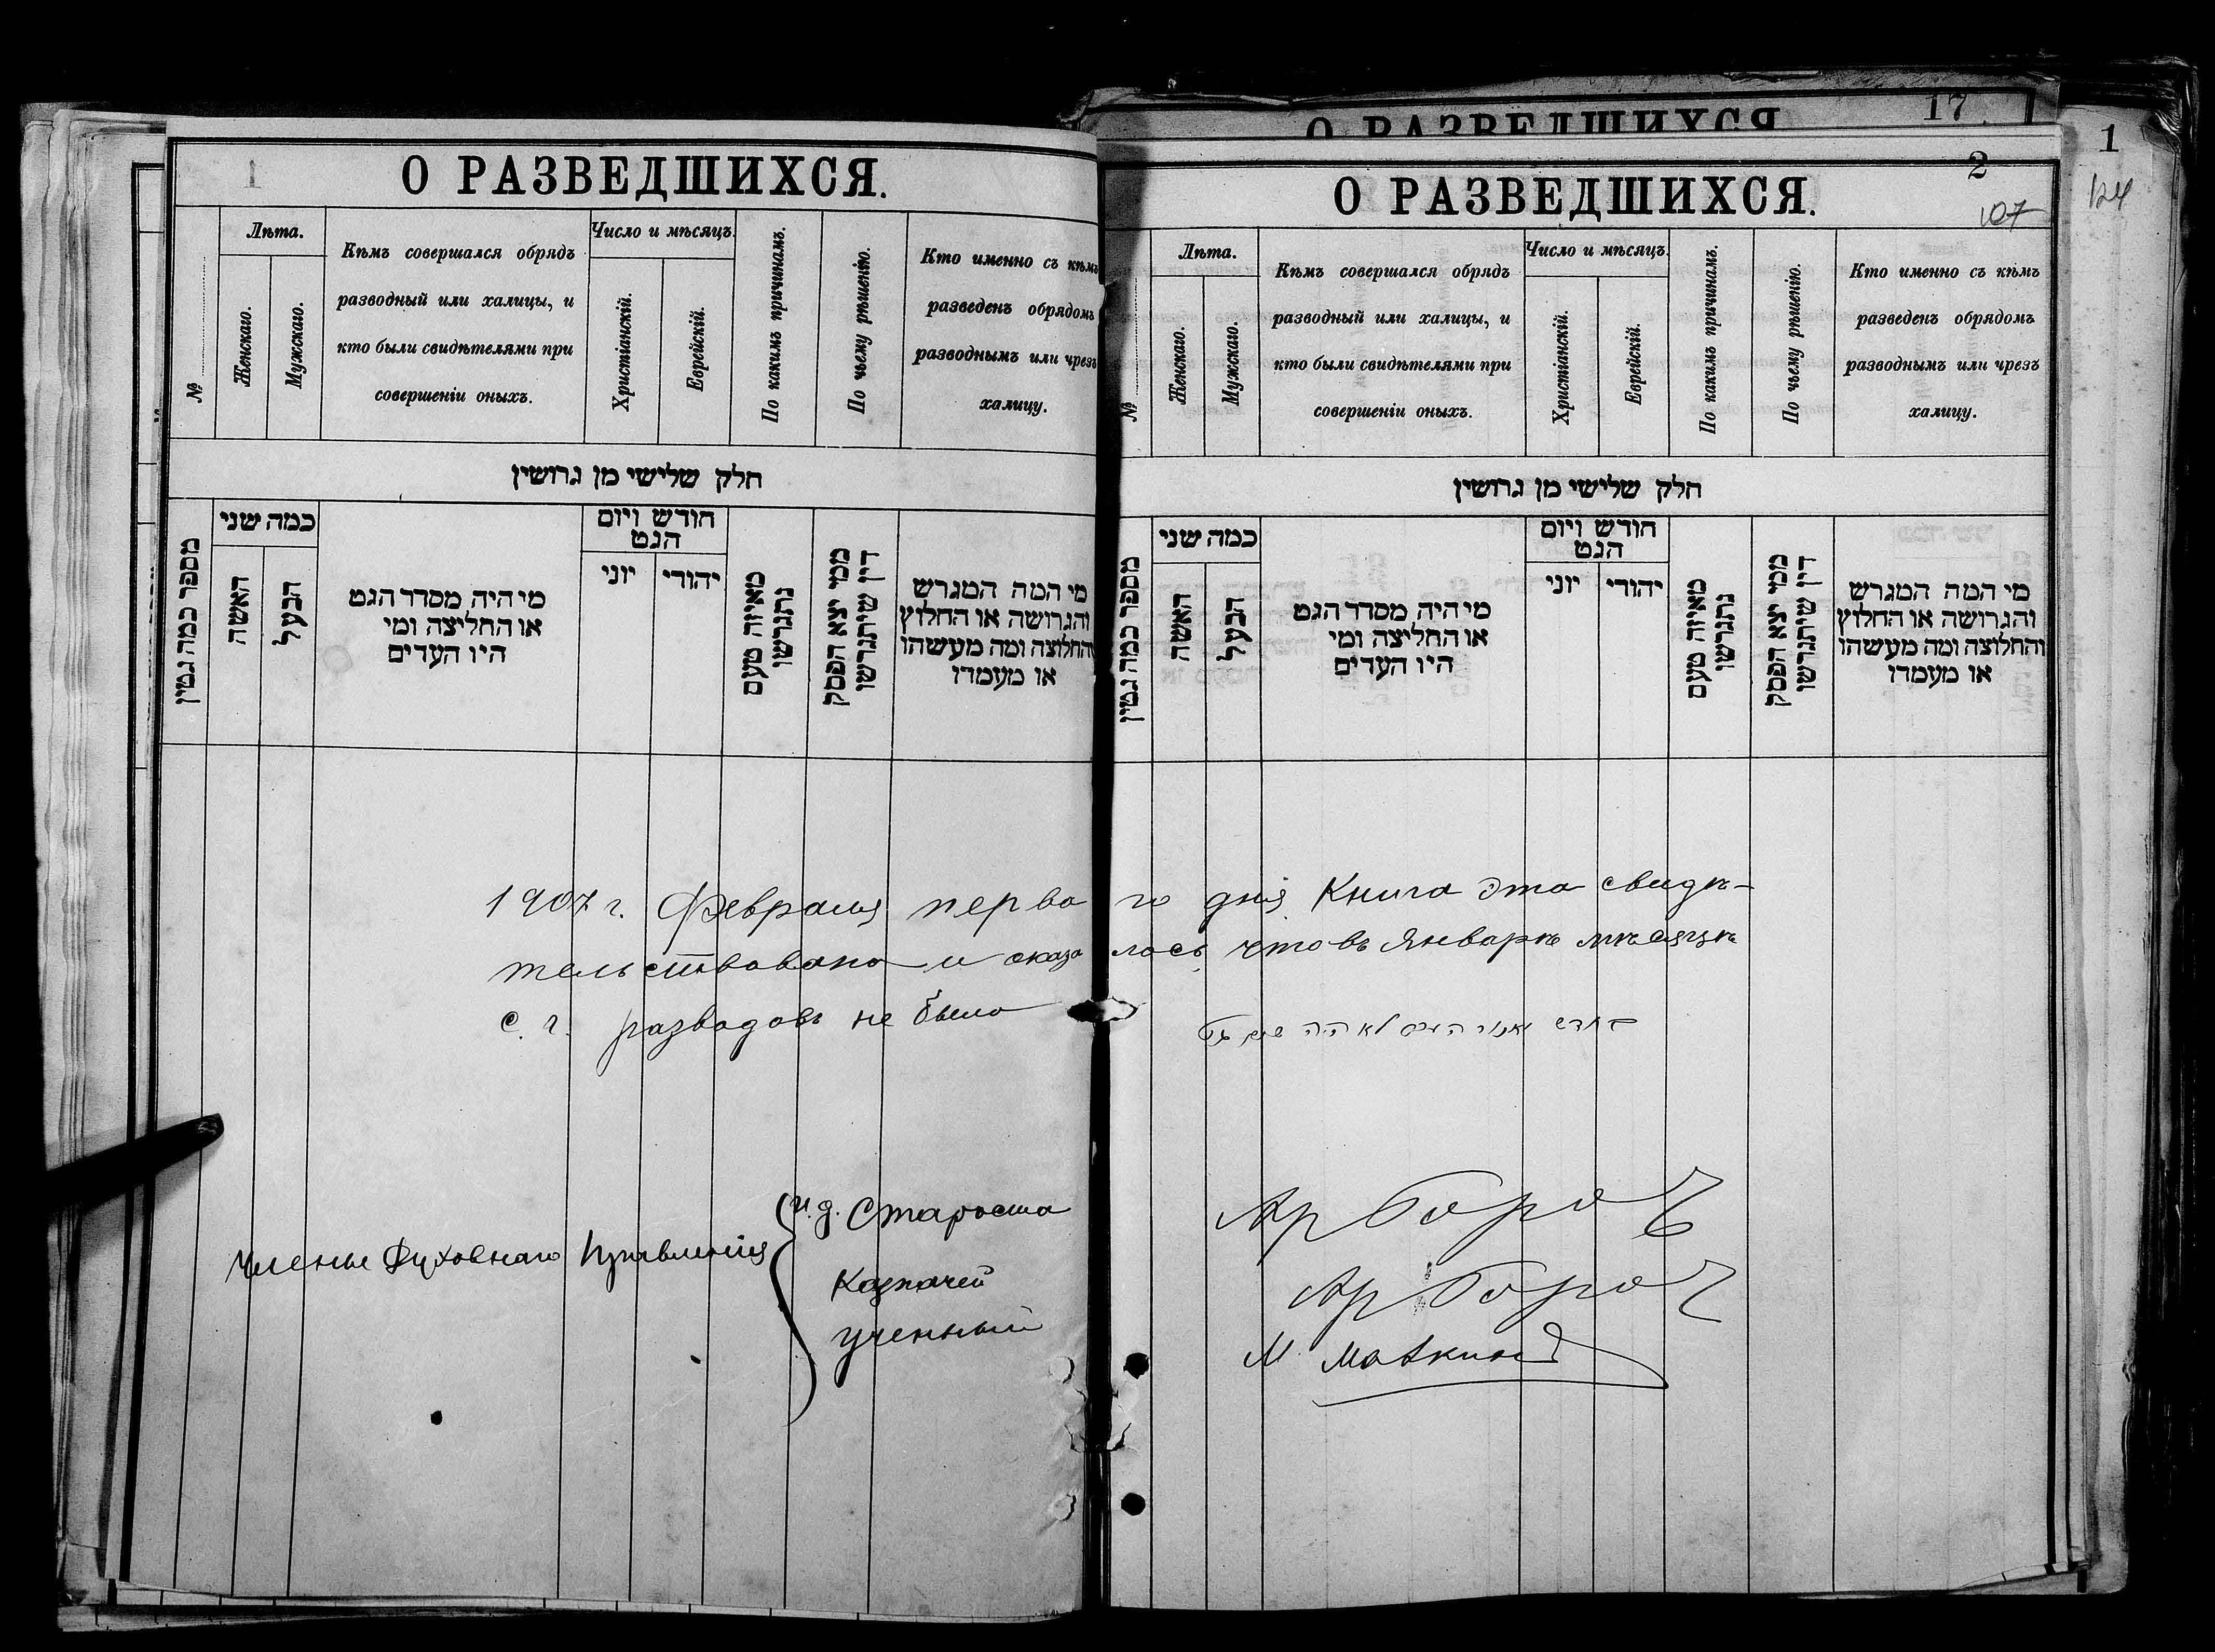 17
О РАЗВЕДШИХСЯ
1
124
1
О РАЗВЕДШИХСЯ.
№
Лѣта.
Женскаго.
Мужскаго.
Кѣмъ совершался обрядъ
разводный или халицы, и
кто были свидѣтелями при
совершеніи оныхъ.
Число и мѣсяцъ.
Христіанскій.
Еврейскій.
По какимъ причинамъ.
По чьему рѣшенію.
Кто именно съ кѣмъ
разведенъ обрядомъ
разводнымъ или чрезъ
халицу.
חלק שלישי מן גרושין
מספר כמה גטין
כמה שני
האשה
הבעל
מי היה מסדר הגט
או החליצה ומי
היו העדים
חודש ויום
הגט
יוני
יהודי
מאיזה טעם
נתגרשו
ממי יצא הפסק
דין שיתגרשו
מי המה המגרש
והגרושה או החלוץ
והחלוצה ומה מעשהו
או מעמדו
2
107
О РАЗВЕДШИХСЯ.
№
Лѣта.
Женскаго.
Мужскаго.
Кѣмъ совершался обрядъ
разводный или халицы, и
кто были свидѣтелями при
совершеніи оныхъ.
Число и мѣсяцъ.
Христіанскій.
Еврейскій.
По какимъ причинамъ.
По чьему рѣшенію.
Кто именно съ кѣмъ
разведенъ обрядомъ
разводнымъ или чрезъ
халицу.
חלק שלישי מן גרושין
מספר כמה גטין
כמה שני
האשה
הבעל
מי היה מסדר הגט
או החליצה ומי
היו העדים
חודש ויום
הגט
יוני
יהודי
מאיזה טעם
נתגרשו
ממי יצא הפסק
דין שיתגרשו
מי המה המגרש
והגרושה או החלוץ
והחלוצה ומה מעשהו
או מעמדו
1907 г. Февраля перваго дня Книга эта свидѣ-
тельствована и оказалось что въ Январѣ мѣсяцѣ
с. г. разводовъ не было
לא היה שום גט
Члены Духовнаго Правленія
И. д. Староста
Казначей
ученный
М.